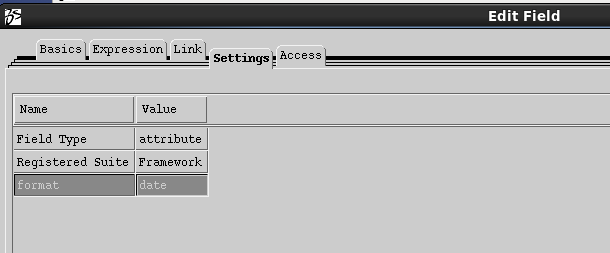 Edit Field
Basics Expression Link Settings Access
Name Value
Field Type attribute
Registered Suite Framework
format date